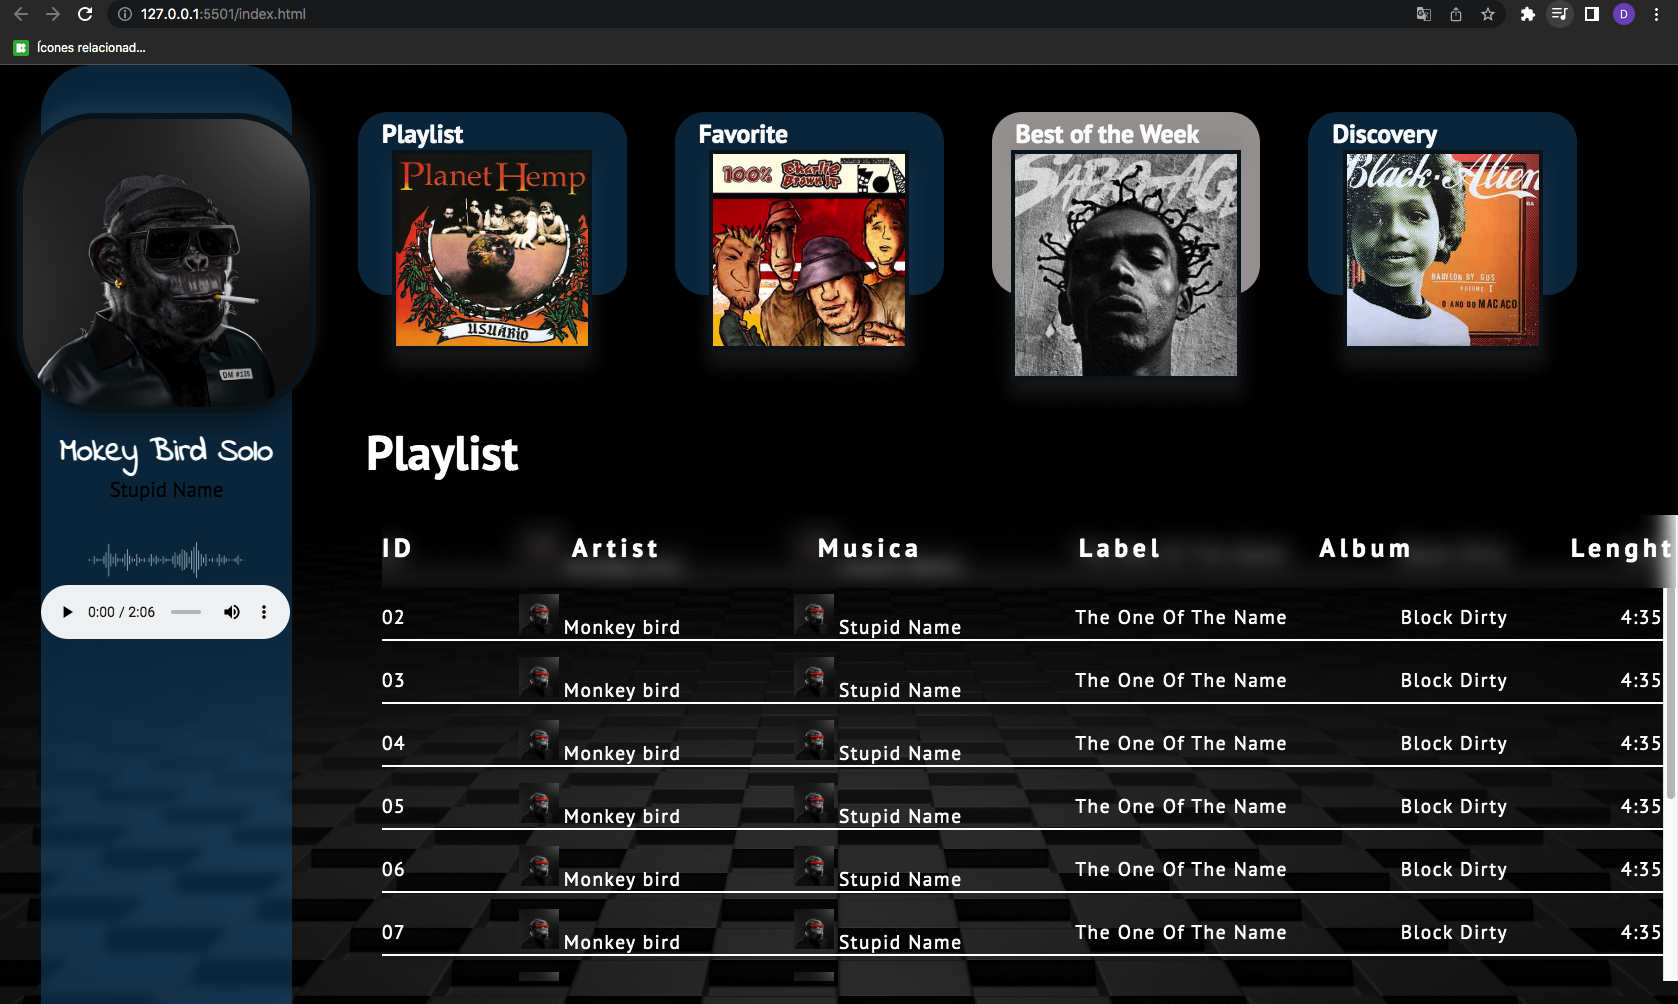 127.0.0.1:5501/index.html
D
Ícones relacionad...
Playlist
Favorite
Best of the Week
Discovery
Planet Hemp
USUÁRIO
100% Charlie Brown Jr
SABOTAGE
Black·Alien
BABYLON BY GUS
VOLUME I
O ANO DO MACACO
DM #135
Mokey Bird Solo
Stupid Name
0:00 / 2:06
Playlist
ID Artist Musica Label Album Lenght
02 Monkey bird Stupid Name The One Of The Name Block Dirty 4:35
03 Monkey bird Stupid Name The One Of The Name Block Dirty 4:35
04 Monkey bird Stupid Name The One Of The Name Block Dirty 4:35
05 Monkey bird Stupid Name The One Of The Name Block Dirty 4:35
06 Monkey bird Stupid Name The One Of The Name Block Dirty 4:35
07 Monkey bird Stupid Name The One Of The Name Block Dirty 4:35